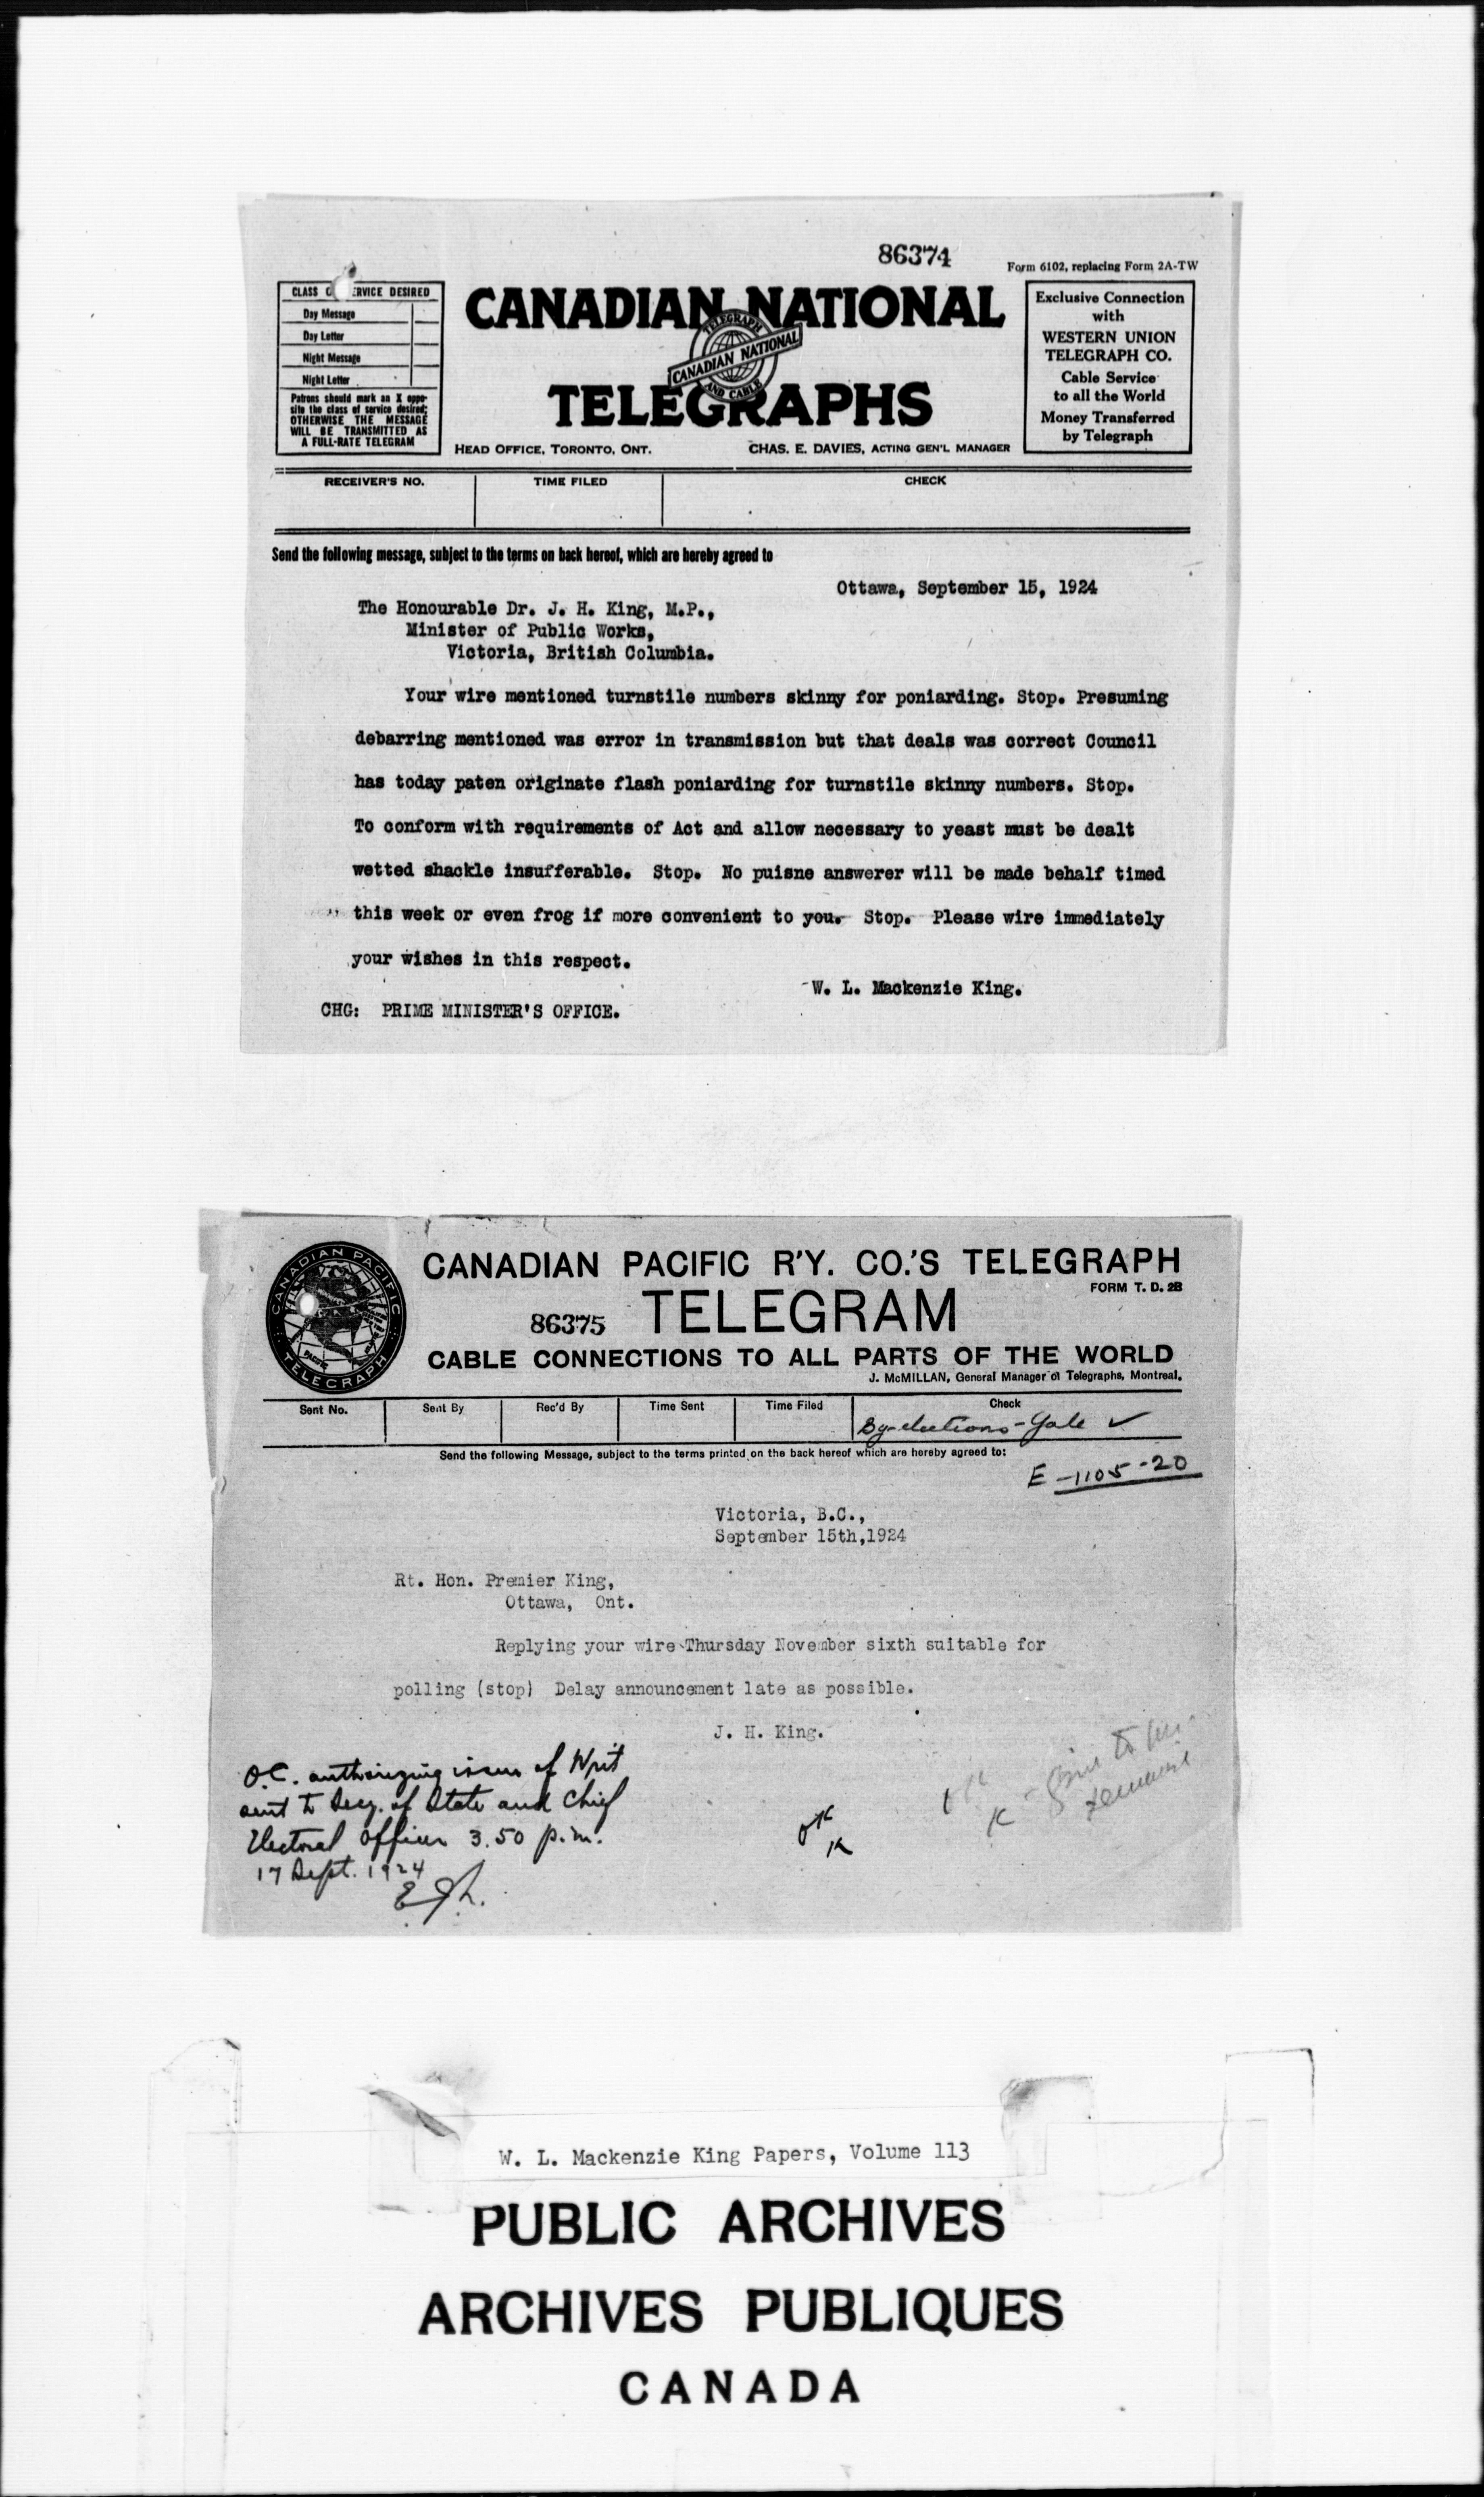 86374
Form 6102, replacing Form 2A-TW
CLASS O ERVICE DESIRED
Day Message
Day Letter
Night Message
Night Letter
Patrons should mark an X oppo-
site the class of service desired;
OTHERWISE THE MESSAGE
WILL BE TRANSMITTED AS
A FULL-RATE TELEGRAM
CANADIAN NATIONAL
TELEGRAPH
CANADIAN NATIONAL
AND CABLE
TELEGRAPHS
HEAD OFFICE, TORONTO, ONT. CHAS. E. DAVIES, ACTING GEN'L MANAGER
Exclusive Connection
with
WESTERN UNION
TELEGRAPH CO.
Cable Service
to all the World
Money Transferred
by Telegraph
RECEIVER'S NO. TIME FILED CHECK
Send the following message, subject to the terms on back hereof, which are hereby agreed to
Ottawa, September 15, 1924
The Honourable Dr. J. H. King, M.P.,
Minister of Public Works,
Victoria, British Columbia.
Your wire mentioned turnstile numbers skinny for poniarding. Stop. Presuming
debarring mentioned was error in transmission but that deals was correct Council
has today paten originate flash poniarding for turnstile skinny numbers. Stop.
To conform with requirements of Act and allow necessary to yeast must be dealt
wetted shackle insufferable. Stop. No puisne answerer will be made behalf timed
this week or even frog if more convenient to you. Stop. Please wire immediately
your wishes in this respect.
W. L. Mackenzie King.
CHG: PRIME MINISTER'S OFFICE.
CANADIAN PACIFIC
TELEGRAPH
CANADIAN PACIFIC R'Y. CO.'S TELEGRAPH
FORM T. D. 2B
86375 TELEGRAM
CABLE CONNECTIONS TO ALL PARTS OF THE WORLD
J. McMILLAN, General Manager of Telegraphs, Montreal.
Sent No. Sent By Rec'd By Time Sent Time Filed Check
By-elections - Yale ✓
Send the following Message, subject to the terms printed on the back hereof which are hereby agreed to:
E-1105-20
Victoria, B.C.,
September 15th,1924
Rt. Hon. Premier King,
Ottawa, Ont.
Replying your wire Thursday November sixth suitable for
polling (stop) Delay announcement late as possible.
J. H. King.
O.C. authorizing issue of Writ
sent to Secy. of State and Chief
Electoral Officer 3.50 p.m.
17 Sept. 1924
OK
K
K
W. L. Mackenzie King Papers, Volume 113
PUBLIC ARCHIVES
ARCHIVES PUBLIQUES
CANADA